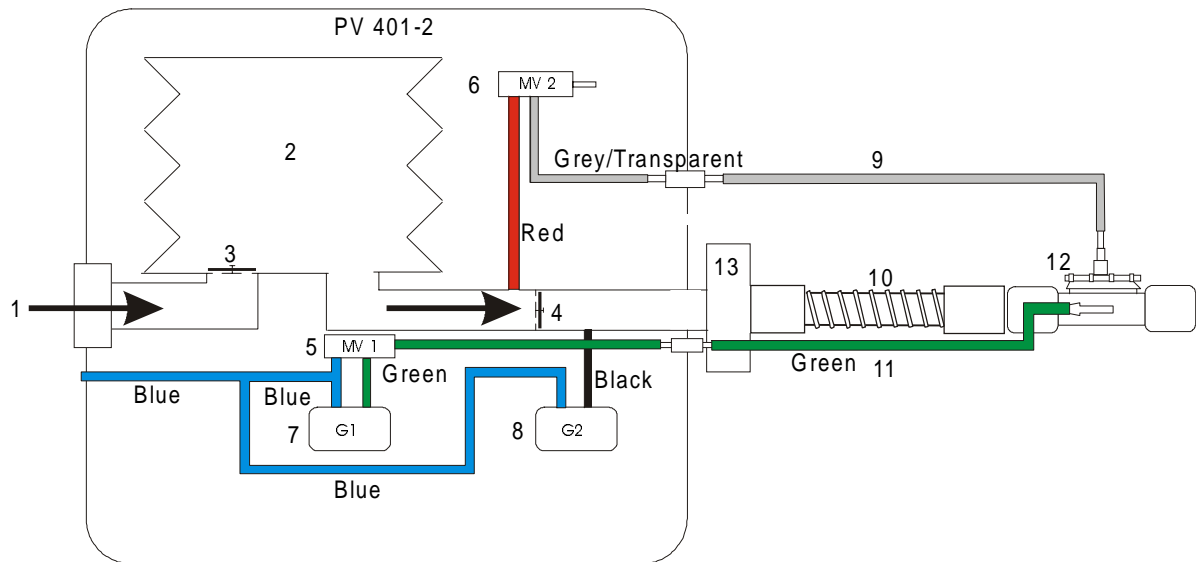 PV 401-2
6
MV 2
2
Grey/Transparent
9
Red
3
13
12
10
1
4
5
MV 1
Green
Green
11
Blue
Blue
Black
7
G1
8
G2
Blue